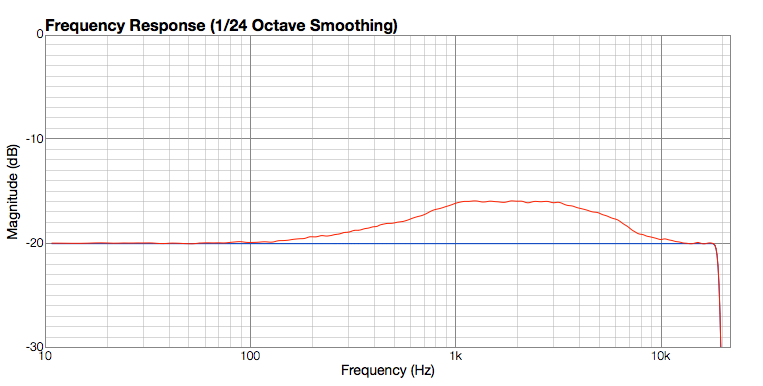 Frequency Response (1/24 Octave Smoothing)
0
-10
-20
-30
Magnitude (dB)
10
100
1k
10k
Frequency (Hz)